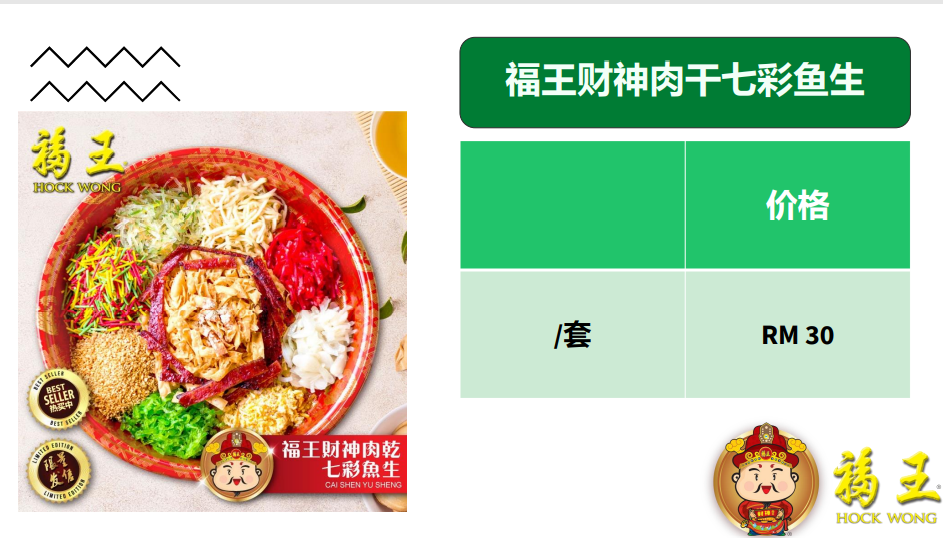 福王财神肉干七彩鱼生
福王
HOCK WONG
价格
/套
RM 30
BEST SELLER
BEST
SELLER
热买中
BEST SELLER
LIMITED EDITION
限量
发售
LIMITED EDITION
福王財神肉乾
七彩魚生
CAI SHEN YU SHENG
福王
HOCK WONG